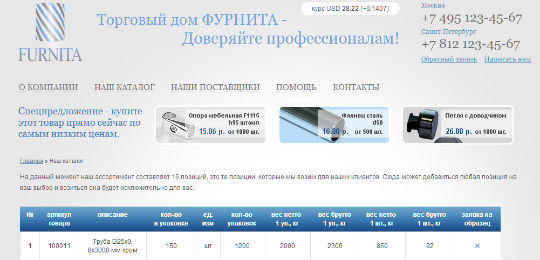 курс USD 28.22 (−0.1407)
Москва
+7 495 123-45-67
Санкт-Петербург
+7 812 123-45-67
Обратный звонок Написать нам
FURNITA
Торговый дом ФУРНИТА -
Доверяйте профессионалам!
О КОМПАНИИ НАШ КАТАЛОГ НАШИ ПОСТАВЩИКИ ПОМОЩЬ КОНТАКТЫ
Спецпредложение - купите
этот товар прямо сейчас по
самым низким ценам.
Опора мебельная F1116
h95 штамп
15.06 р. от 1000 шт.
Флянец сталь
d50
16.80 р. от 500 шт.
Петля с доводчиком
26.80 р. от 1000 шт.
Главная » Наш каталог
На данный момент наш ассортимент составляет 16 позиций, это те позиции, которые мы возим для наших клиентов. Сюда может добавиться любая позиция на
ваш выбор и возиться она будет исключительно для вас.
№ артикул товара описание кол-во в упаковке ед. изм кол-во упаковок вес нетто 1 уп., кг вес брутто 1 уп., кг вес нетто 1 шт., кг вес брутто 1 шт., кг заявка на образец
1 100011 Труба D25х0, 8х3000 мм хром 150 шт 1200 2000 2300 850 92 ×